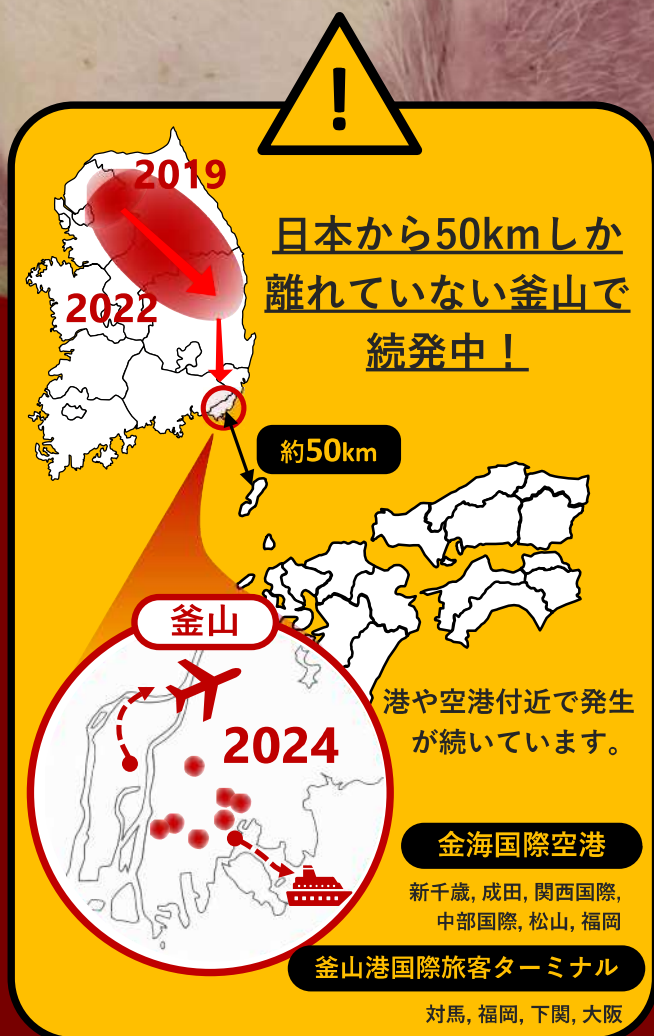 !
2019
日本から50kmしか
離れていない釜山で
続発中！
2022
約50km
釜山
2024
港や空港付近で発生
が続いています。
金海国際空港
新千歳, 成田, 関西国際,
中部国際, 松山, 福岡
釜山港国際旅客ターミナル
対馬, 福岡, 下関, 大阪